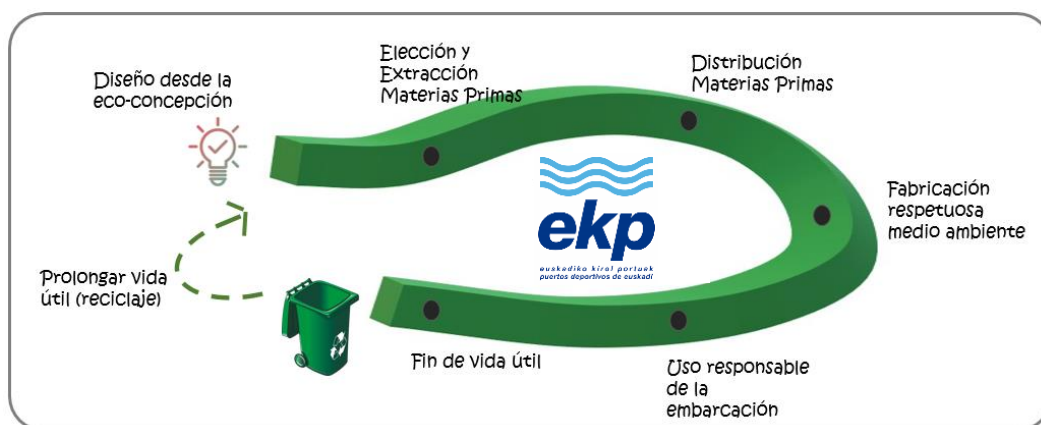 Diseño desde la
eco-concepción
Elección y
Extracción
Materias Primas
Distribución
Materias Primas
Fabricación
respetuosa
medio ambiente
ekp
euskadiko kirol portuak
puertos deportivos de euskadi
Prolongar vida
útil (reciclaje)
Fin de vida útil
Uso responsable
de la
embarcación